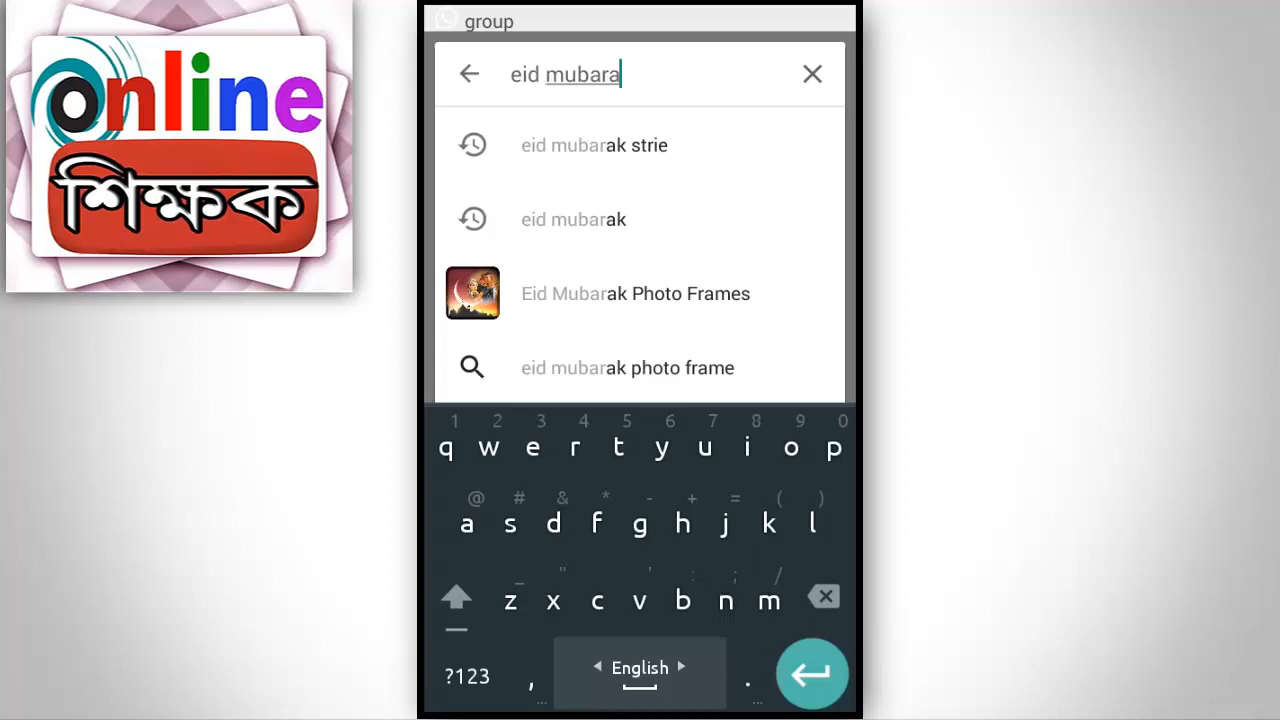 online
শিক্ষক
group
eid mubara
eid mubarak strie
eid mubarak
Eid Mubarak Photo Frames
eid mubarak photo frame
1 2 3 4 5 6 7 8 9 0
q w e r t y u i o p
@ # & * - + = ( )
a s d f g h j k l
_ " ' : ; /
z x c v b n m
?123 , English .